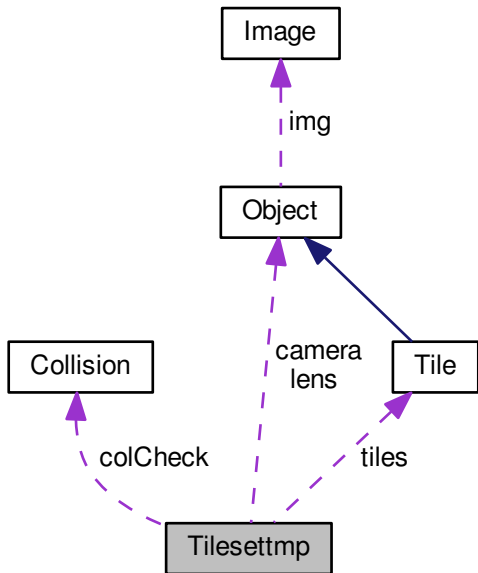 Image
img
Object
camera
lens
Collision
Tile
colCheck
tiles
Tilesettmp